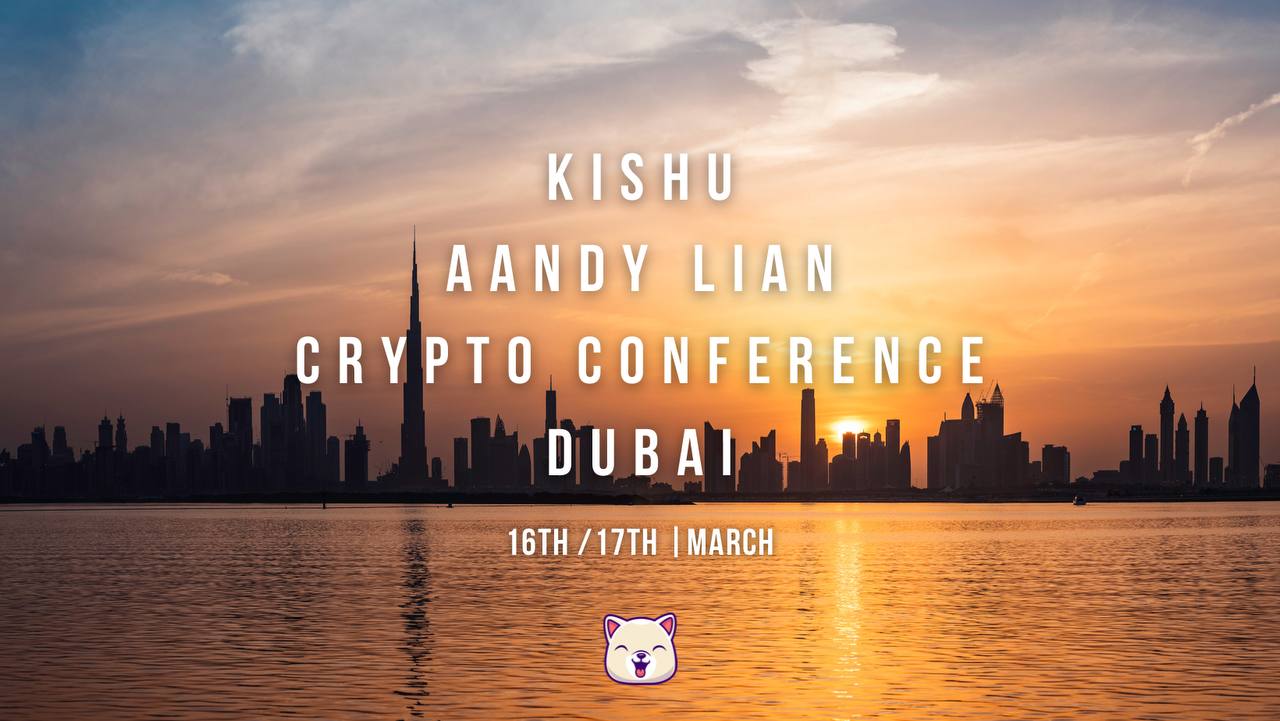 KISHU
AANDY LIAN
CRYPTO CONFERENCE
DUBAI
16TH /17TH |MARCH